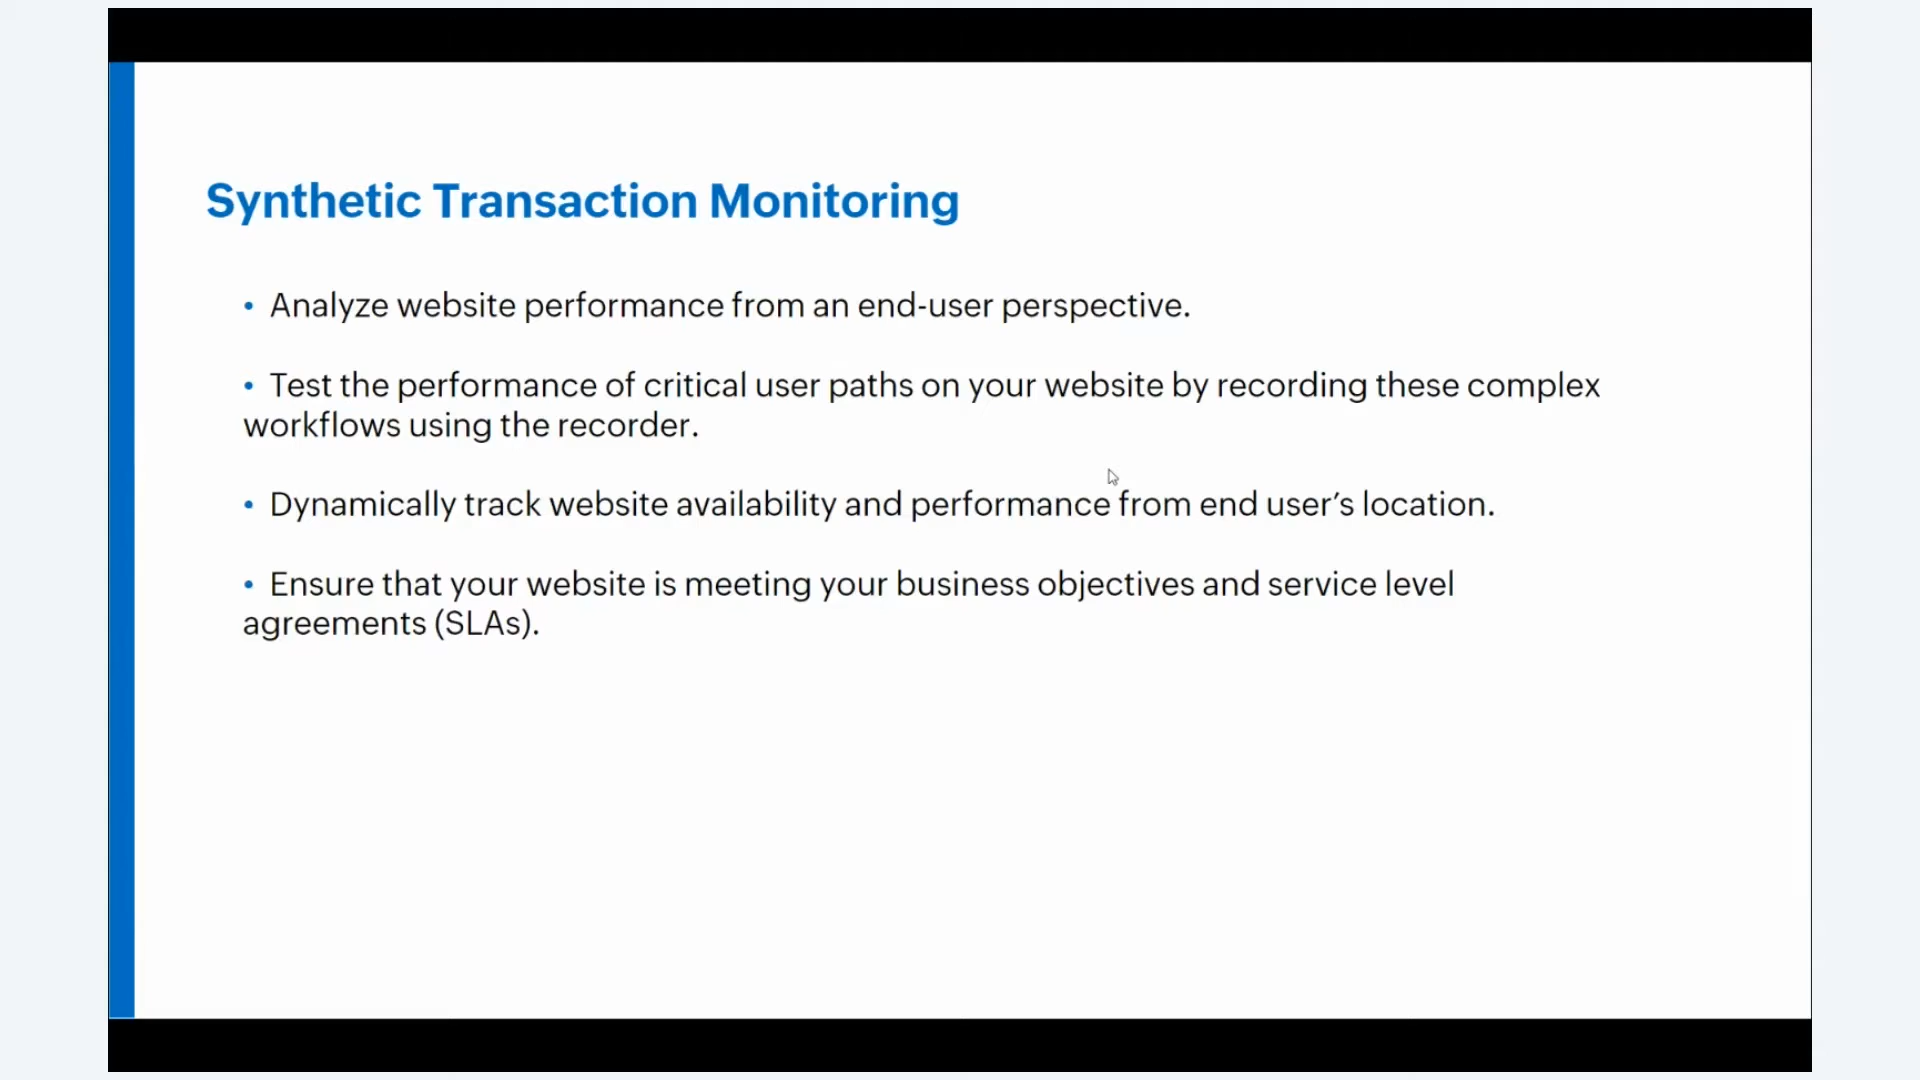 Synthetic Transaction Monitoring
• Analyze website performance from an end-user perspective.
• Test the performance of critical user paths on your website by recording these complex
workflows using the recorder.
• Dynamically track website availability and performance from end user’s location.
• Ensure that your website is meeting your business objectives and service level
agreements (SLAs).